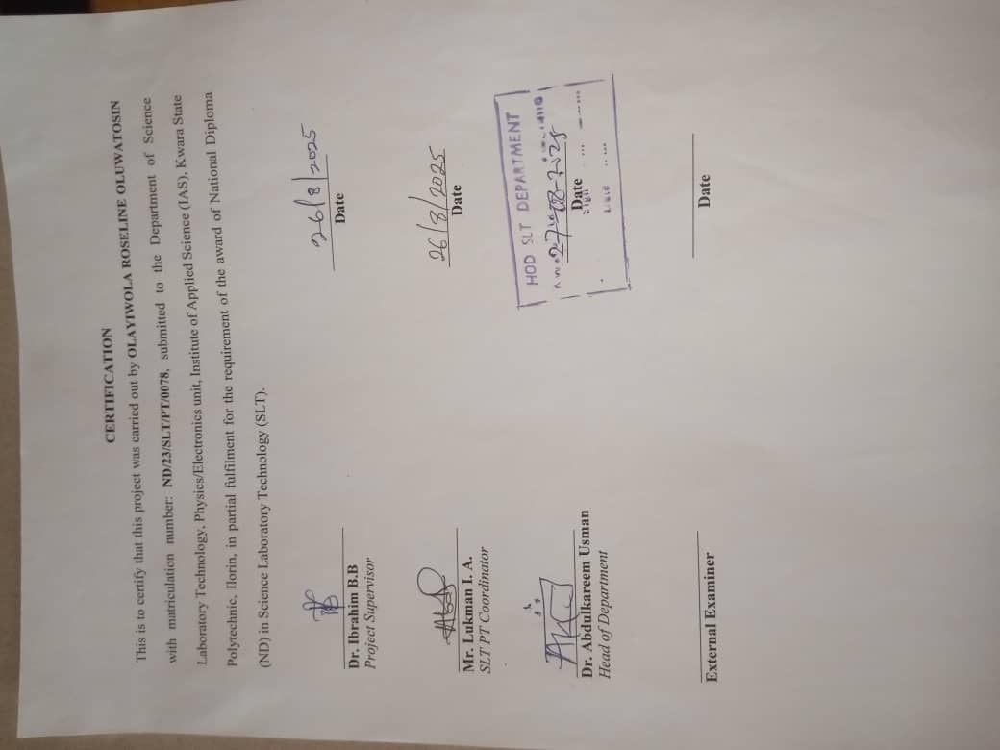 CERTIFICATION
This is to certify that this project was carried out by OLAYIWOLA ROSELINE OLUWATOSIN
with matriculation number: ND/23/SLT/PT/0078, submitted to the Department of Science
Laboratory Technology, Physics/Electronics unit, Institute of Applied Science (IAS), Kwara State
Polytechnic, Ilorin, in partial fulfilment for the requirement of the award of National Diploma
(ND) in Science Laboratory Technology (SLT).
26/8/2025
Dr. Ibrahim B.B Date
Project Supervisor
26/8/2025
Mr. Lukman I. A. Date
SLT PT Coordinator
HOD SLT DEPARTMENT
27-08-2025
Dr. Abdulkareem Usman Date
Head of Department
External Examiner Date